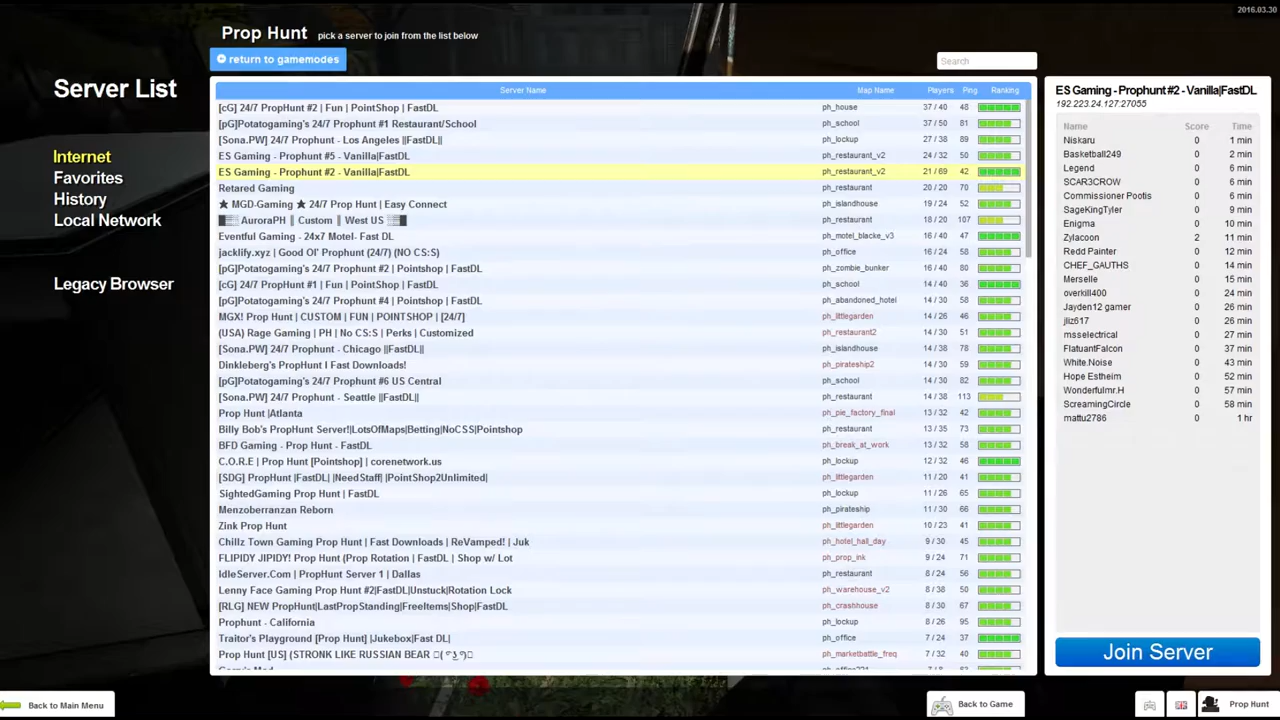 2016.03.30
Prop Hunt pick a server to join from the list below
return to gamemodes
Search
Server List
Internet
Favorites
History
Local Network
Legacy Browser
Server Name Map Name Players Ping Ranking
[cG] 24/7 PropHunt #2 | Fun | PointShop | FastDL ph_house 37 / 40 48
[pG]Potatogaming's 24/7 Prophunt #1 Restaurant/School ph_school 37 / 50 81
[Sona.PW] 24/7 Prophunt - Los Angeles ||FastDL|| ph_lockup 27 / 38 89
ES Gaming - Prophunt #5 - Vanilla|FastDL ph_restaurant_v2 24 / 32 50
ES Gaming - Prophunt #2 - Vanilla|FastDL ph_restaurant_v2 21 / 69 42
Retared Gaming ph_restaurant 20 / 20 70
★ MGD-Gaming ★ 24/7 Prop Hunt | Easy Connect ph_islandhouse 19 / 24 52
█▓▒░ AuroraPH ║ Custom ║ West US ░▒▓█ ph_restaurant 18 / 20 107
Eventful Gaming - 24x7 Motel- Fast DL ph_motel_blacke_v3 16 / 40 47
jacklify.xyz | Good'Ol' Prophunt (24/7) (NO CS:S) ph_office 16 / 24 58
[pG]Potatogaming's 24/7 Prophunt #2 | Pointshop | FastDL ph_zombie_bunker 16 / 40 80
[cG] 24/7 PropHunt #1 | Fun | PointShop | FastDL ph_school 14 / 40 36
[pG]Potatogaming's 24/7 Prophunt #4 | Pointshop | FastDL ph_abandoned_hotel 14 / 30 58
MGX! Prop Hunt | CUSTOM | FUN | POINTSHOP | [24/7] ph_littlegarden 14 / 26 46
(USA) Rage Gaming | PH | No CS:S | Perks | Customized ph_restaurant2 14 / 30 51
[Sona.PW] 24/7 Prophunt - Chicago ||FastDL|| ph_islandhouse 14 / 38 78
Dinkleberg's PropHunt I Fast Downloads! ph_pirateship2 14 / 30 59
[pG]Potatogaming's 24/7 Prophunt #6 US Central ph_school 14 / 30 82
[Sona.PW] 24/7 Prophunt - Seattle ||FastDL|| ph_restaurant 14 / 38 113
Prop Hunt |Atlanta ph_pie_factory_final 13 / 32 42
Billy Bob's PropHunt Server!|LotsOfMaps|Betting|NoCSS|Pointshop ph_restaurant 13 / 35 73
BFD Gaming - Prop Hunt - FastDL ph_break_at_work 13 / 32 58
C.O.R.E | Prop Hunt [Pointshop] | corenetwork.us ph_lockup 12 / 32 46
[SDG] PropHunt |FastDL| |NeedStaff| |PointShop2Unlimited| ph_littlegarden 11 / 20 41
SightedGaming Prop Hunt | FastDL ph_lockup 11 / 26 65
Menzoberranzan Reborn ph_pirateship 11 / 30 66
Zink Prop Hunt ph_littlegarden 10 / 23 41
Chillz Town Gaming Prop Hunt | Fast Downloads | ReVamped! | Juk ph_hotel_hall_day 9 / 30 45
FLIPIDY JIPIDY! Prop Hunt (Prop Rotation | FastDL | Shop w/ Lot ph_prop_ink 9 / 24 71
IdleServer.Com | PropHunt Server 1 | Dallas ph_restaurant 8 / 24 56
Lenny Face Gaming Prop Hunt #2|FastDL|Unstuck|Rotation Lock ph_warehouse_v2 8 / 38 50
[RLG] NEW PropHunt|LastPropStanding|FreeItems|Shop|FastDL ph_crashhouse 8 / 30 67
Prophunt - California ph_lockup 8 / 26 95
Traitor's Playground [Prop Hunt] |Jukebox|Fast DL| ph_office 7 / 24 37
Prop Hunt [US] (STRONK LIKE RUSSIAN BEAR ph_marketbattle_freq 7 / 32 40
ES Gaming - Prophunt #2 - Vanilla|FastDL
192.223.24.127:27055
Name Score Time
Niskaru 0 1 min
Basketball249 0 2 min
Legend 0 2 min
SCAR3CROW 0 2 min
Commissioner Pootis 0 6 min
SageKingTyler 0 9 min
Enigma 0 10 min
Zylacoon 2 11 min
Redd Painter 0 12 min
CHEF_GAUTHS 0 14 min
Merselle 0 15 min
overkill400 0 24 min
Jayden12 gamer 0 26 min
jliz617 0 26 min
msselectrical 0 27 min
FlatuantFalcon 0 37 min
White.Noise 0 43 min
Hope Estheim 0 52 min
Wonderfulmr.H 0 57 min
ScreamingCircle 0 58 min
mattu2786 0 1 hr
Join Server
Back to Main Menu
Back to Game
Prop Hunt